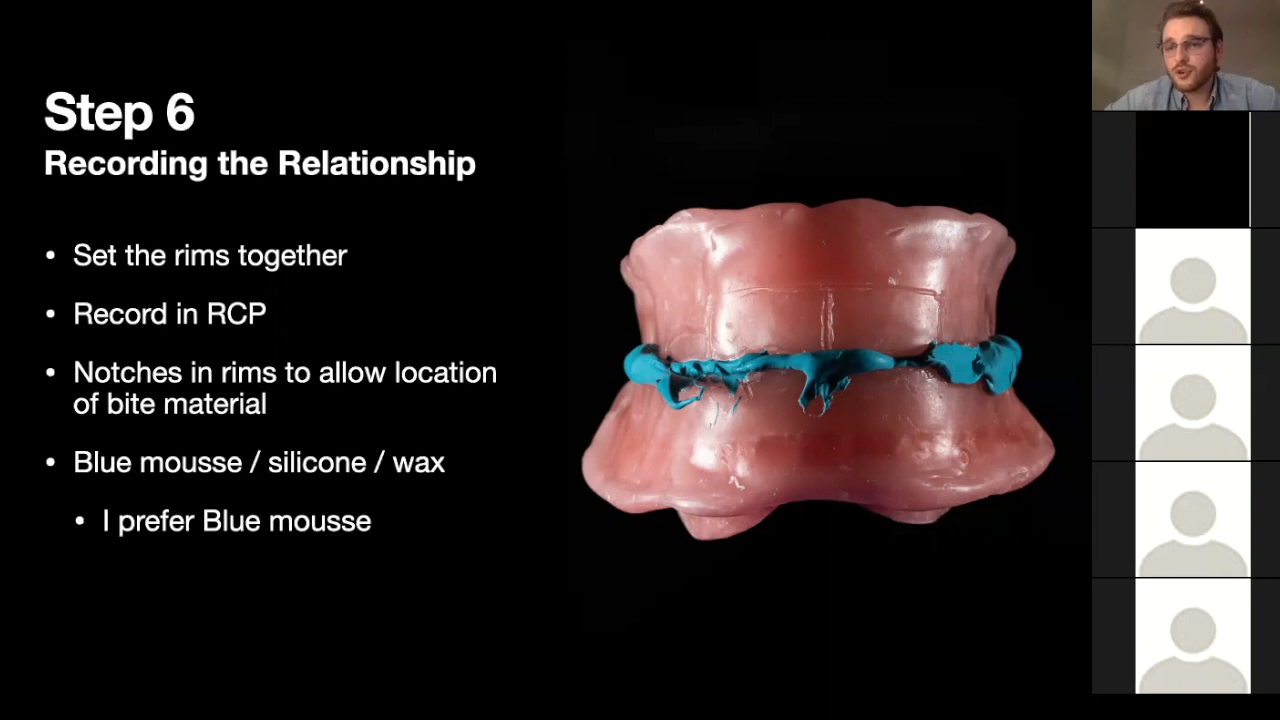 Step 6
Recording the Relationship
• Set the rims together
• Record in RCP
• Notches in rims to allow location
of bite material
• Blue mousse / silicone / wax
• I prefer Blue mousse